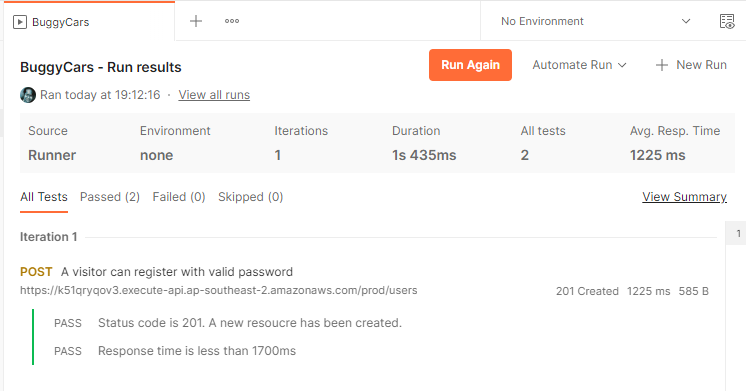 BuggyCars
No Environment
BuggyCars - Run results
Run Again
Automate Run
New Run
Ran today at 19:12:16 · View all runs
Source Environment Iterations Duration All tests Avg. Resp. Time
Runner none 1 1s 435ms 2 1225 ms
All Tests Passed (2) Failed (0) Skipped (0) View Summary
Iteration 1
1
POST A visitor can register with valid password
https://k51qryqov3.execute-api.ap-southeast-2.amazonaws.com/prod/users 201 Created 1225 ms 585 B
PASS Status code is 201. A new resoucre has been created.
PASS Response time is less than 1700ms